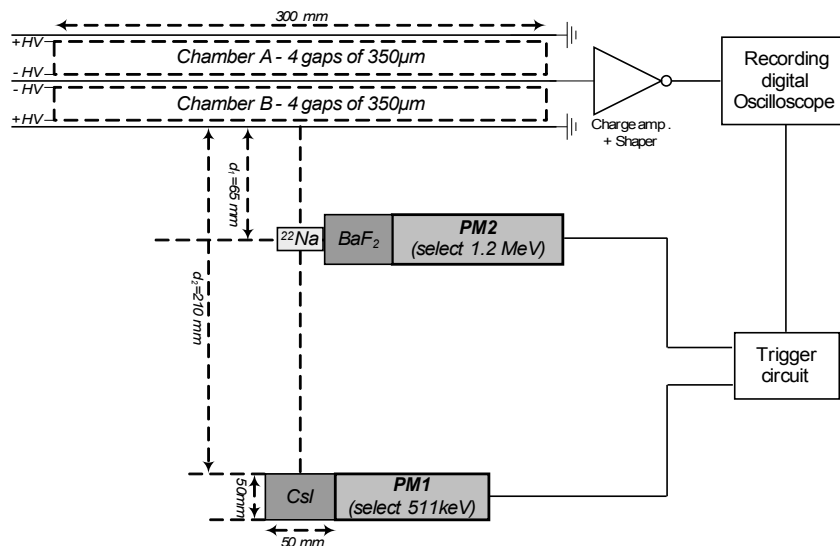 300 mm
+HV
Chamber A - 4 gaps of 350µm
- HV
- HV
Chamber B - 4 gaps of 350µm
+HV
Charge amp .
+ Shaper
Recording
digital
Oscilloscope
d₁=65 mm
²²Na
BaF₂
PM2
(select 1.2 MeV)
d₂=210 mm
Trigger
circuit
50mm
CsI
PM1
(select 511keV)
50 mm